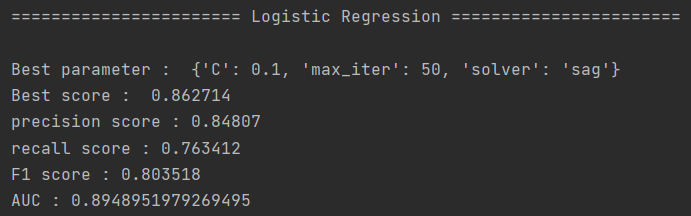 ====================== Logistic Regression ======================
Best parameter :  {'C': 0.1, 'max_iter': 50, 'solver': 'sag'}
Best score :  0.862714
precision score : 0.84807
recall score : 0.763412
F1 score : 0.803518
AUC : 0.8948951979269495